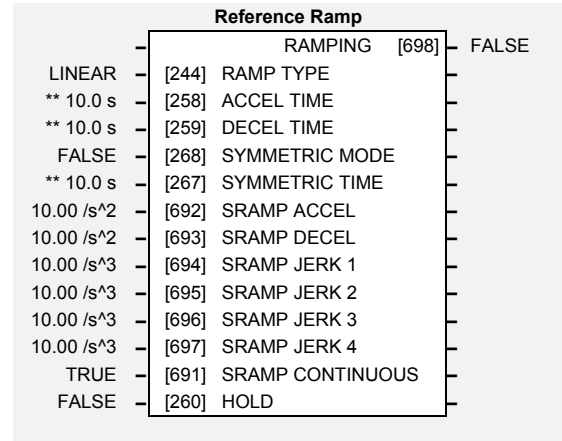 Reference Ramp
RAMPING [698] FALSE
LINEAR [244] RAMP TYPE
** 10.0 s [258] ACCEL TIME
** 10.0 s [259] DECEL TIME
FALSE [268] SYMMETRIC MODE
** 10.0 s [267] SYMMETRIC TIME
10.00 /s^2 [692] SRAMP ACCEL
10.00 /s^2 [693] SRAMP DECEL
10.00 /s^3 [694] SRAMP JERK 1
10.00 /s^3 [695] SRAMP JERK 2
10.00 /s^3 [696] SRAMP JERK 3
10.00 /s^3 [697] SRAMP JERK 4
TRUE [691] SRAMP CONTINUOUS
FALSE [260] HOLD